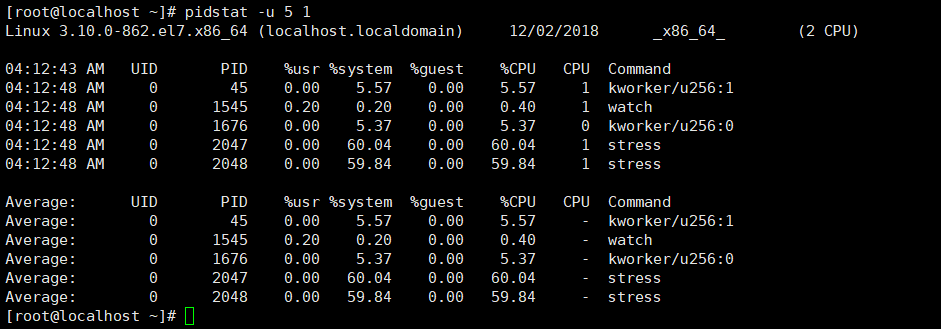 [root@localhost ~]# pidstat -u 5 1
Linux 3.10.0-862.el7.x86_64 (localhost.localdomain)     12/02/2018      _x86_64_        (2 CPU)

04:12:43 AM   UID       PID    %usr %system  %guest    %CPU   CPU  Command
04:12:48 AM     0        45    0.00    5.57    0.00    5.57     1  kworker/u256:1
04:12:48 AM     0      1545    0.20    0.20    0.00    0.40     1  watch
04:12:48 AM     0      1676    0.00    5.37    0.00    5.37     0  kworker/u256:0
04:12:48 AM     0      2047    0.00   60.04    0.00   60.04     1  stress
04:12:48 AM     0      2048    0.00   59.84    0.00   59.84     1  stress

Average:      UID       PID    %usr %system  %guest    %CPU   CPU  Command
Average:        0        45    0.00    5.57    0.00    5.57     -  kworker/u256:1
Average:        0      1545    0.20    0.20    0.00    0.40     -  watch
Average:        0      1676    0.00    5.37    0.00    5.37     -  kworker/u256:0
Average:        0      2047    0.00   60.04    0.00   60.04     -  stress
Average:        0      2048    0.00   59.84    0.00   59.84     -  stress
[root@localhost ~]#